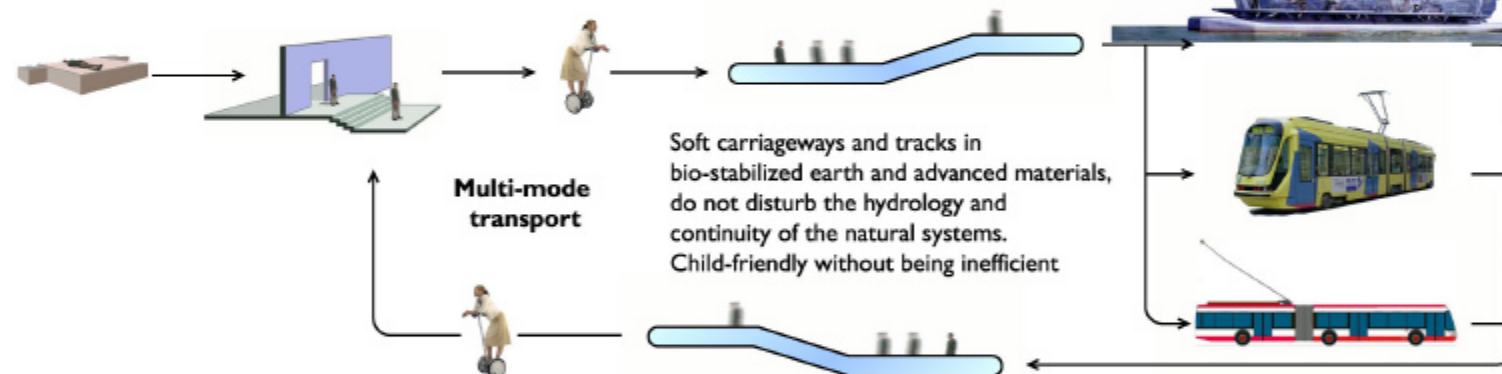 Multi-mode
transport
Soft carriageways and tracks in
bio-stabilized earth and advanced materials,
do not disturb the hydrology and
continuity of the natural systems.
Child-friendly without being inefficient